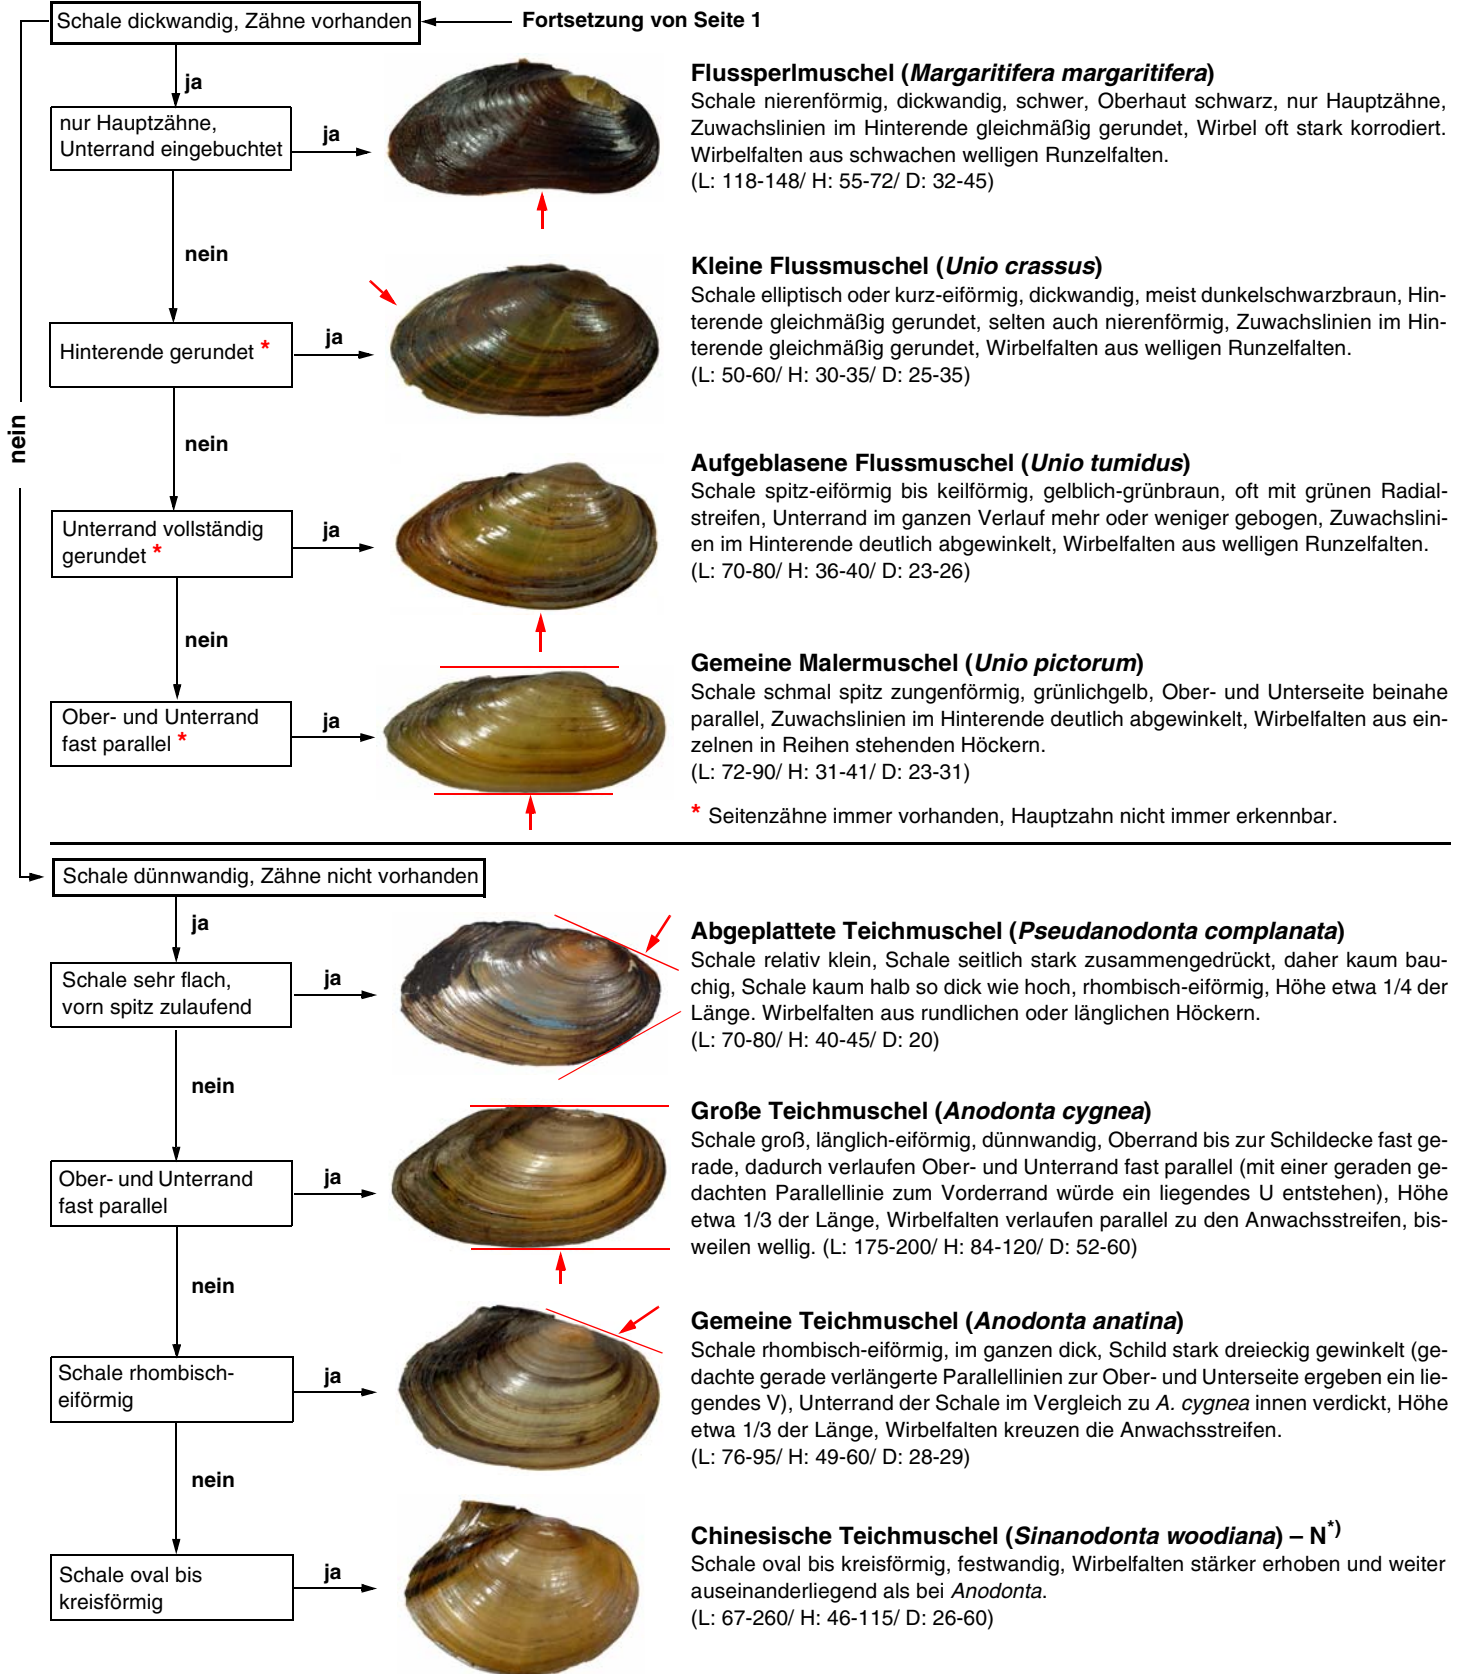 Schale dickwandig, Zähne vorhanden
Fortsetzung von Seite 1
ja
nur Hauptzähne,
Unterrand eingebuchtet
ja
Flussperlmuschel (Margaritifera margaritifera)
Schale nierenförmig, dickwandig, schwer, Oberhaut schwarz, nur Hauptzähne,
Zuwachslinien im Hinterende gleichmäßig gerundet, Wirbel oft stark korrodiert.
Wirbelfalten aus schwachen welligen Runzelfalten.
(L: 118-148/ H: 55-72/ D: 32-45)
nein
Hinterende gerundet *
ja
Kleine Flussmuschel (Unio crassus)
Schale elliptisch oder kurz-eiförmig, dickwandig, meist dunkelschwarzbraun, Hin-
terende gleichmäßig gerundet, selten auch nierenförmig, Zuwachslinien im Hin-
terende gleichmäßig gerundet, Wirbelfalten aus welligen Runzelfalten.
(L: 50-60/ H: 30-35/ D: 25-35)
nein
nein
Unterrand vollständig
gerundet *
ja
Aufgeblasene Flussmuschel (Unio tumidus)
Schale spitz-eiförmig bis keilförmig, gelblich-grünbraun, oft mit grünen Radial-
streifen, Unterrand im ganzen Verlauf mehr oder weniger gebogen, Zuwachslini-
en im Hinterende deutlich abgewinkelt, Wirbelfalten aus welligen Runzelfalten.
(L: 70-80/ H: 36-40/ D: 23-26)
nein
Ober- und Unterrand
fast parallel *
ja
Gemeine Malermuschel (Unio pictorum)
Schale schmal spitz zungenförmig, grünlichgelb, Ober- und Unterseite beinahe
parallel, Zuwachslinien im Hinterende deutlich abgewinkelt, Wirbelfalten aus ein-
zelnen in Reihen stehenden Höckern.
(L: 72-90/ H: 31-41/ D: 23-31)
* Seitenzähne immer vorhanden, Hauptzahn nicht immer erkennbar.
Schale dünnwandig, Zähne nicht vorhanden
ja
Schale sehr flach,
vorn spitz zulaufend
ja
Abgeplattete Teichmuschel (Pseudanodonta complanata)
Schale relativ klein, Schale seitlich stark zusammengedrückt, daher kaum bau-
chig, Schale kaum halb so dick wie hoch, rhombisch-eiförmig, Höhe etwa 1/4 der
Länge. Wirbelfalten aus rundlichen oder länglichen Höckern.
(L: 70-80/ H: 40-45/ D: 20)
nein
Ober- und Unterrand
fast parallel
ja
Große Teichmuschel (Anodonta cygnea)
Schale groß, länglich-eiförmig, dünnwandig, Oberrand bis zur Schildecke fast ge-
rade, dadurch verlaufen Ober- und Unterrand fast parallel (mit einer geraden ge-
dachten Parallellinie zum Vorderrand würde ein liegendes U entstehen), Höhe
etwa 1/3 der Länge, Wirbelfalten verlaufen parallel zu den Anwachsstreifen, bis-
weilen wellig. (L: 175-200/ H: 84-120/ D: 52-60)
nein
Schale rhombisch-
eiförmig
ja
Gemeine Teichmuschel (Anodonta anatina)
Schale rhombisch-eiförmig, im ganzen dick, Schild stark dreieckig gewinkelt (ge-
dachte gerade verlängerte Parallellinien zur Ober- und Unterseite ergeben ein lie-
gendes V), Unterrand der Schale im Vergleich zu A. cygnea innen verdickt, Höhe
etwa 1/3 der Länge, Wirbelfalten kreuzen die Anwachsstreifen.
(L: 76-95/ H: 49-60/ D: 28-29)
nein
Schale oval bis
kreisförmig
ja
Chinesische Teichmuschel (Sinanodonta woodiana) – N*)
Schale oval bis kreisförmig, festwandig, Wirbelfalten stärker erhoben und weiter
auseinanderliegend als bei Anodonta.
(L: 67-260/ H: 46-115/ D: 26-60)